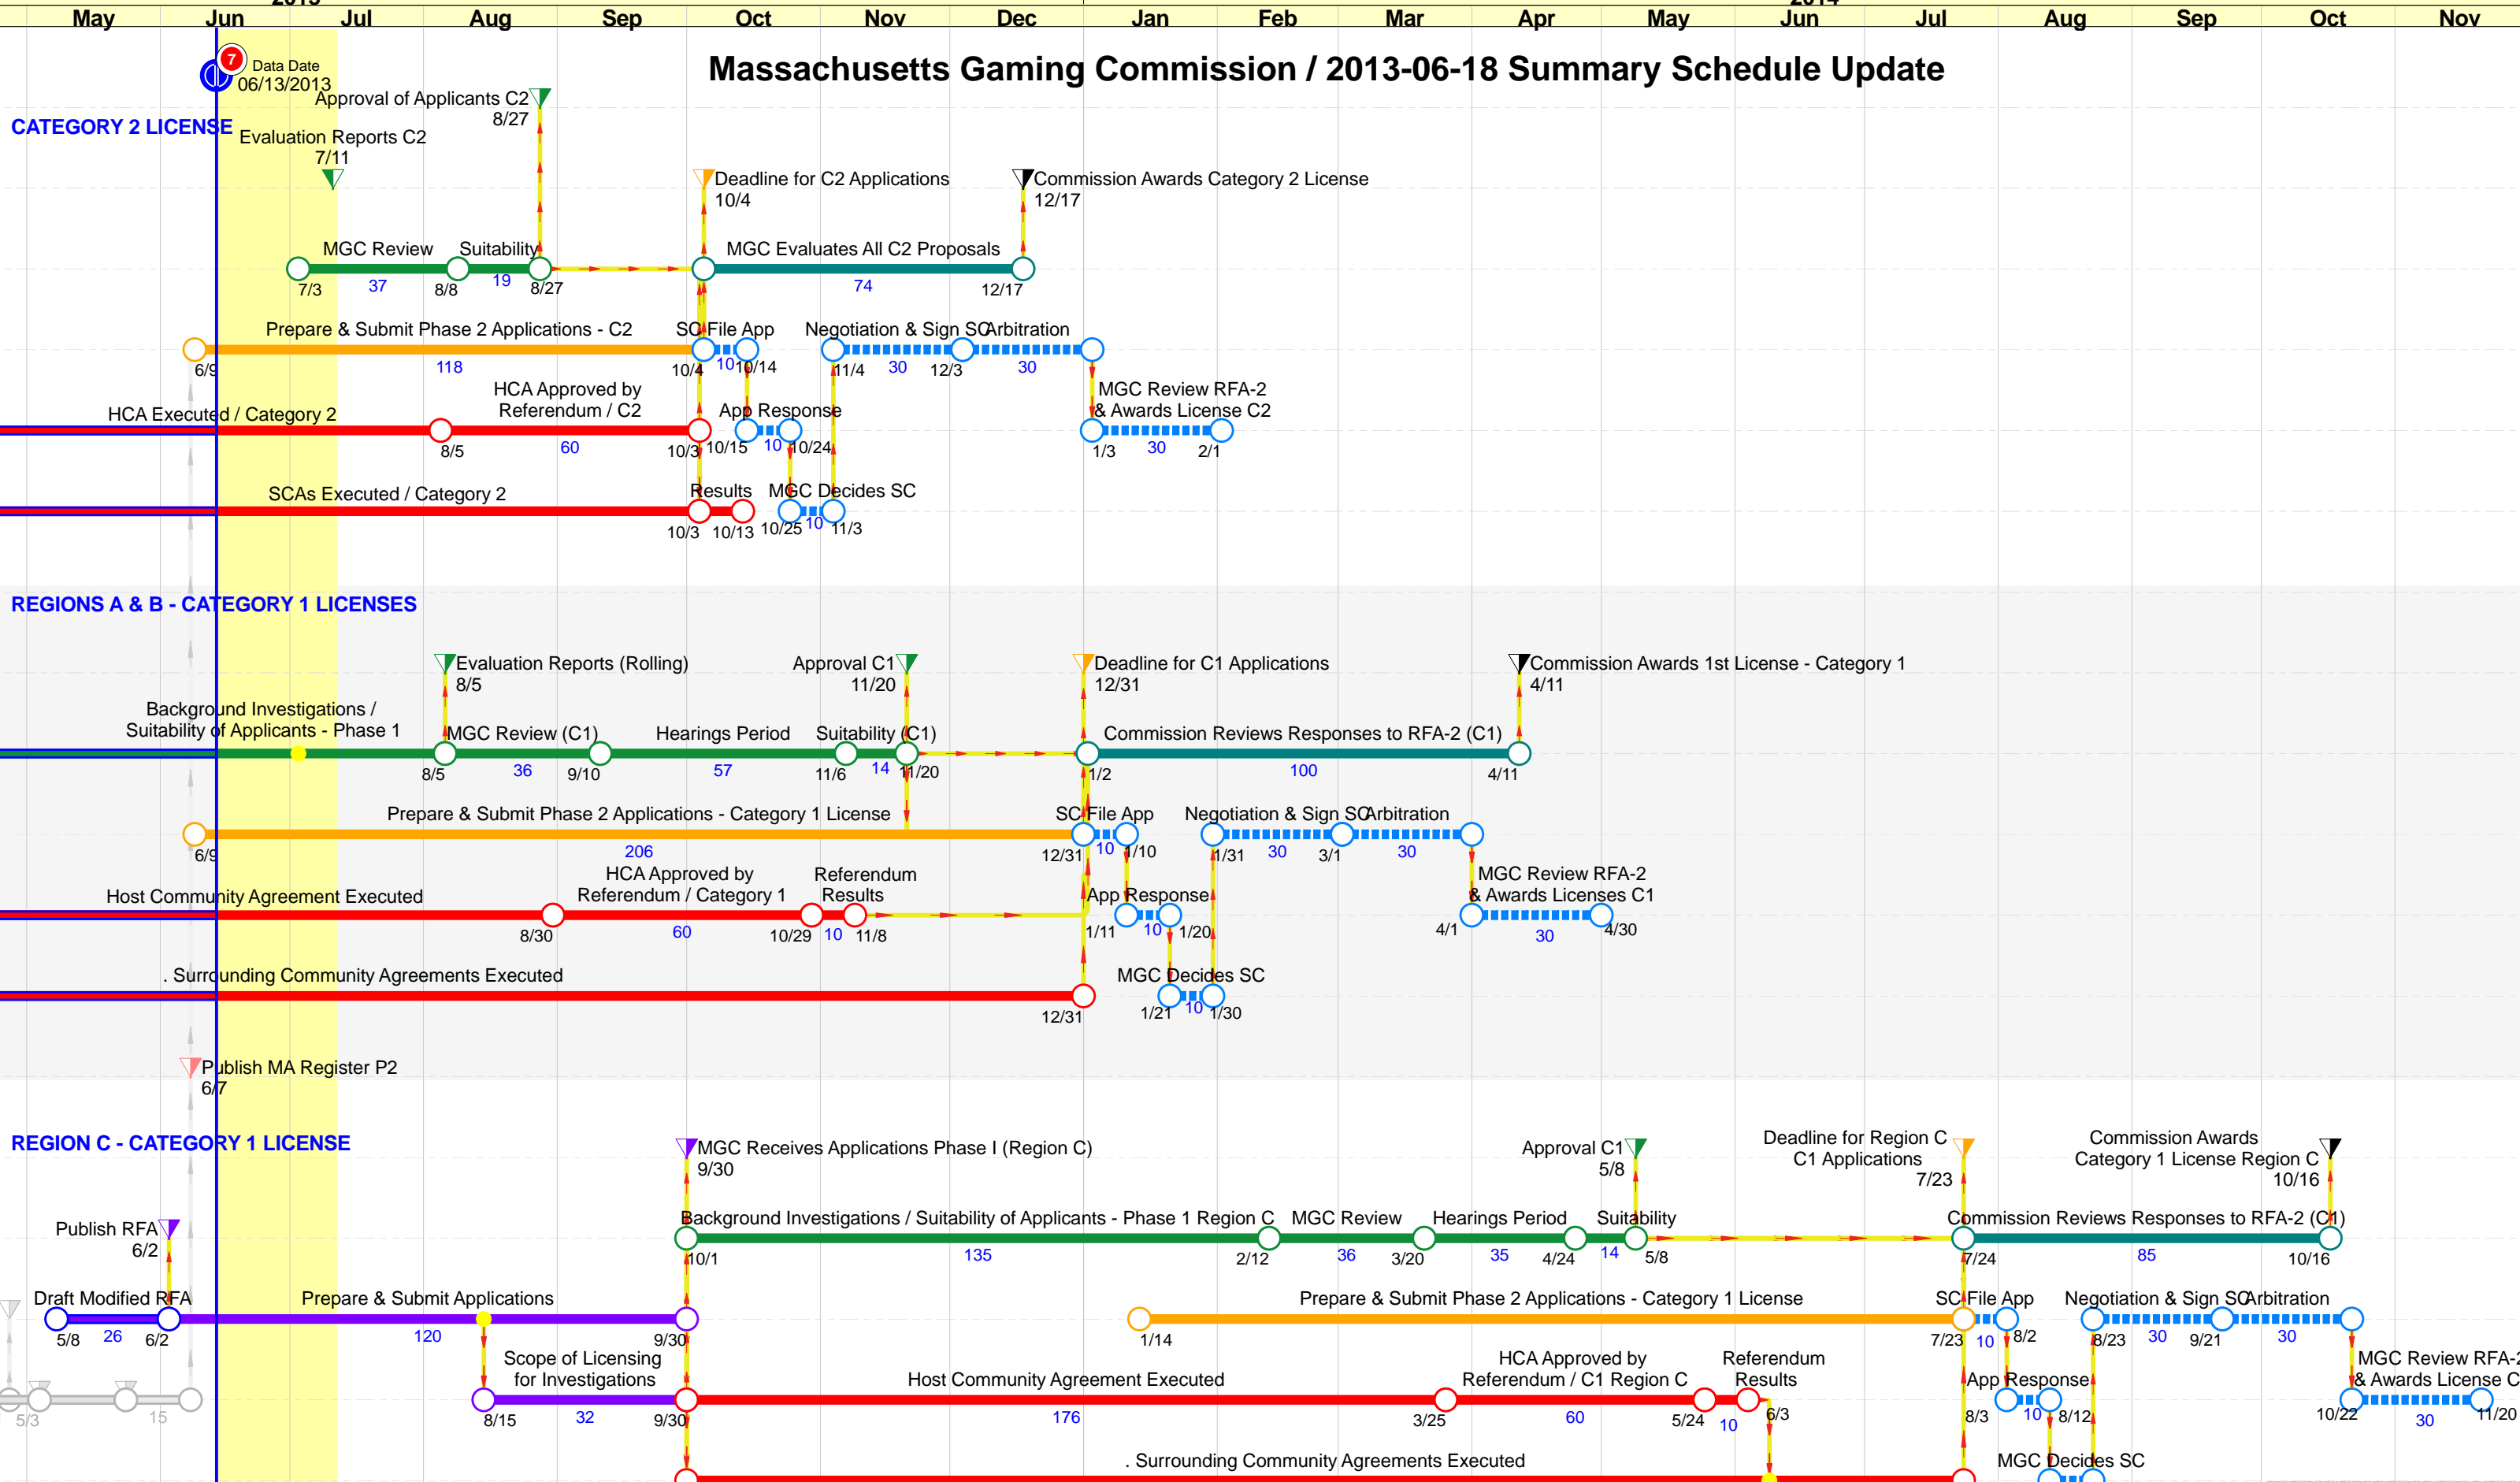 2013
2014
May Jun Jul Aug Sep Oct Nov Dec Jan Feb Mar Apr May Jun Jul Aug Sep Oct Nov
Massachusetts Gaming Commission / 2013-06-18 Summary Schedule Update
7
Data Date
06/13/2013
Approval of Applicants C2
8/27
CATEGORY 2 LICENSE
Evaluation Reports C2
7/11
Deadline for C2 Applications
10/4
Commission Awards Category 2 License
12/17
MGC Review Suitability MGC Evaluates All C2 Proposals
7/3 37 8/8 19 8/27 74 12/17
Prepare & Submit Phase 2 Applications - C2 SC File App Negotiation & Sign SC Arbitration
6/9 118 10/4 10 10/14 11/4 30 12/3 30
HCA Executed / Category 2
HCA Approved by
Referendum / C2
App Response
MGC Review RFA-2
& Awards License C2
8/5 60 10/3 10/15 10 10/24 1/3 30 2/1
SCAs Executed / Category 2 Results MGC Decides SC
10/3 10/13 10/25 10 11/3
REGIONS A & B - CATEGORY 1 LICENSES
Evaluation Reports (Rolling)
8/5
Approval C1
11/20
Deadline for C1 Applications
12/31
Commission Awards 1st License - Category 1
4/11
Background Investigations /
Suitability of Applicants - Phase 1
MGC Review (C1) Hearings Period Suitability (C1) Commission Reviews Responses to RFA-2 (C1)
8/5 36 9/10 57 11/6 14 11/20 1/2 100 4/11
Prepare & Submit Phase 2 Applications - Category 1 License SC File App Negotiation & Sign SC Arbitration
6/9 206 12/31 10 1/10 1/31 30 3/1 30
Host Community Agreement Executed
HCA Approved by
Referendum / Category 1
Referendum
Results
App Response
MGC Review RFA-2
& Awards Licenses C1
8/30 60 10/29 10 11/8 1/11 10 1/20 4/1 30 4/30
. Surrounding Community Agreements Executed MGC Decides SC
12/31 1/21 10 1/30
Publish MA Register P2
6/7
REGION C - CATEGORY 1 LICENSE
MGC Receives Applications Phase I (Region C)
9/30
Approval C1
5/8
Deadline for Region C
C1 Applications
7/23
Commission Awards
Category 1 License Region C
10/16
Publish RFA
6/2
Background Investigations / Suitability of Applicants - Phase 1 Region C MGC Review Hearings Period Suitability Commission Reviews Responses to RFA-2 (C1)
10/1 135 2/12 36 3/20 35 4/24 14 5/8 7/24 85 10/16
Draft Modified RFA Prepare & Submit Applications Prepare & Submit Phase 2 Applications - Category 1 License SC File App Negotiation & Sign SC Arbitration
5/8 26 6/2 120 9/30 1/14 7/23 10 8/2 8/23 30 9/21 30
Scope of Licensing
for Investigations
Host Community Agreement Executed
HCA Approved by
Referendum / C1 Region C
Referendum
Results
App Response
MGC Review RFA-2
& Awards License C
5/3 15 8/15 32 9/30 176 3/25 60 5/24 10 6/3 8/3 10 8/12 10/22 30 11/20
. Surrounding Community Agreements Executed MGC Decides SC